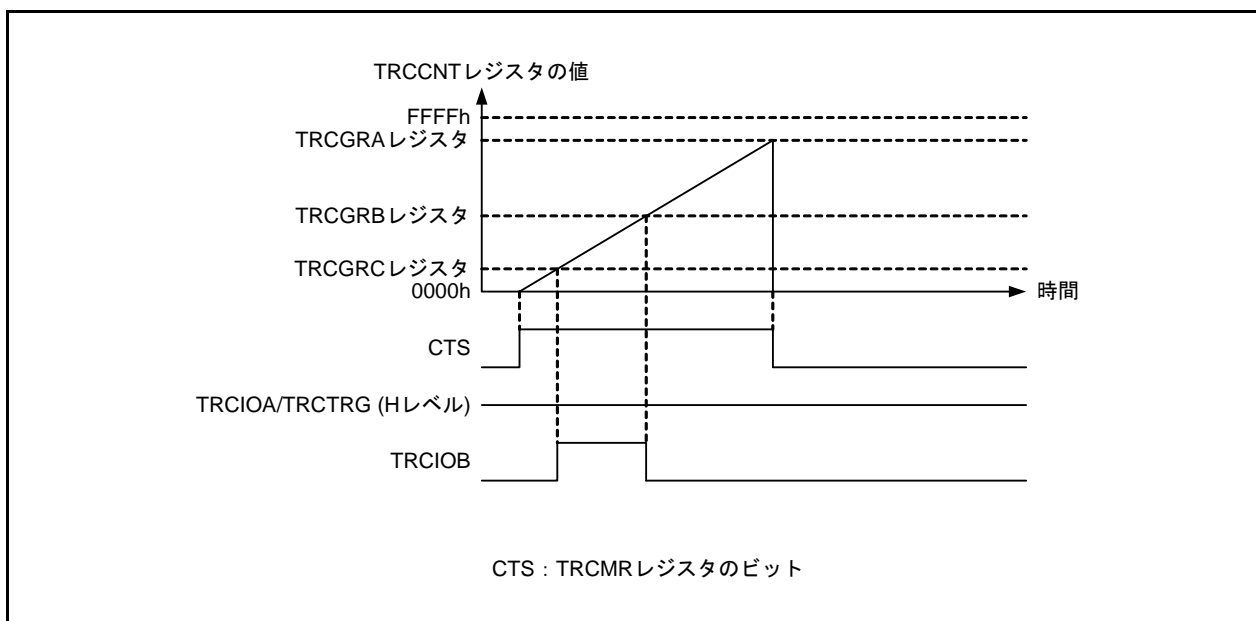 TRCCNTレジスタの値
FFFFh
TRCGRAレジスタ
TRCGRBレジスタ
TRCGRCレジスタ
0000h
時間
CTS
TRCIOA/TRCTRG (Hレベル)
TRCIOB
CTS : TRCMRレジスタのビット